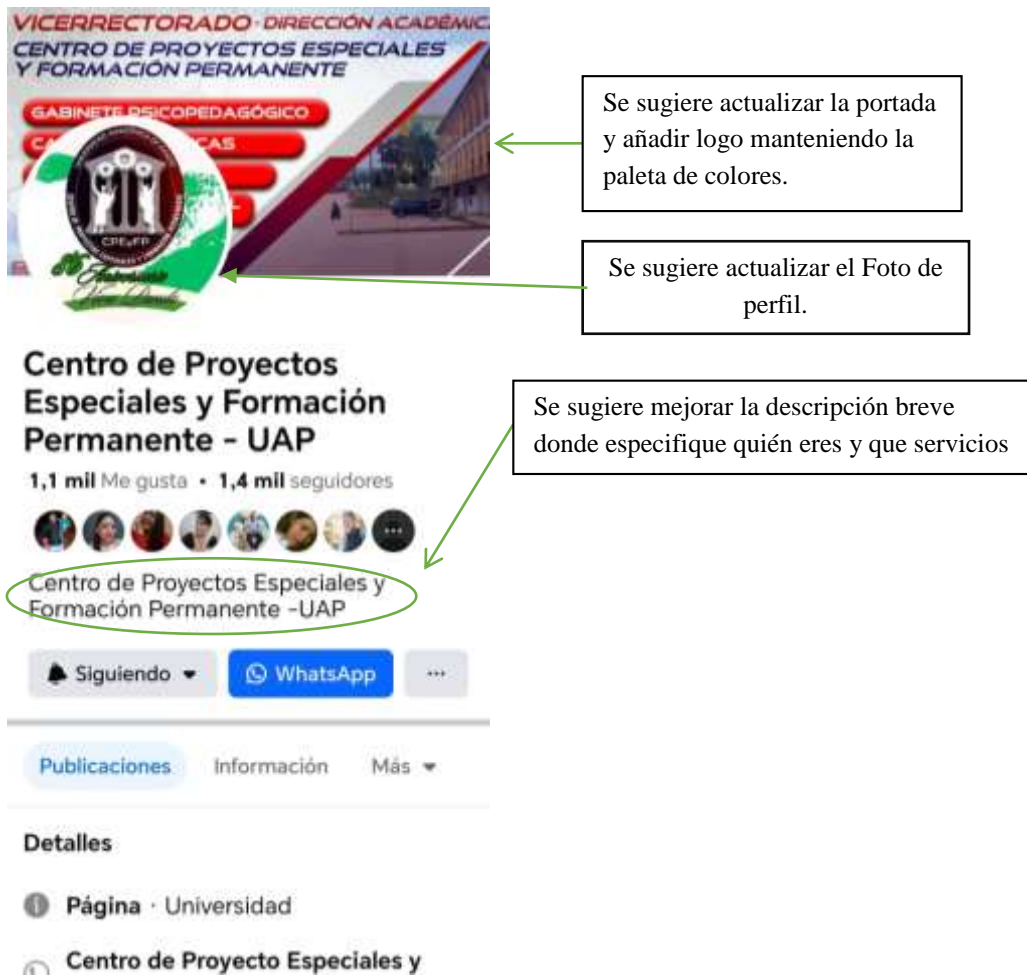 VICERRECTORADO - DIRECCIÓN ACADÉMIC
CENTRO DE PROYECTOS ESPECIALES
Y FORMACIÓN PERMANENTE
GABINETE PSICOPEDAGÓGICO
CPEyFP
Aniversario
Se sugiere actualizar la portada
y añadir logo manteniendo la
paleta de colores.
Se sugiere actualizar el Foto de
perfil.
Centro de Proyectos
Especiales y Formación
Permanente - UAP
1,1 mil Me gusta • 1,4 mil seguidores
Se sugiere mejorar la descripción breve
donde especifique quién eres y que servicios
Centro de Proyectos Especiales y
Formación Permanente -UAP
Siguiendo
WhatsApp
Publicaciones Información Más
Detalles
Página · Universidad
Centro de Proyecto Especiales y